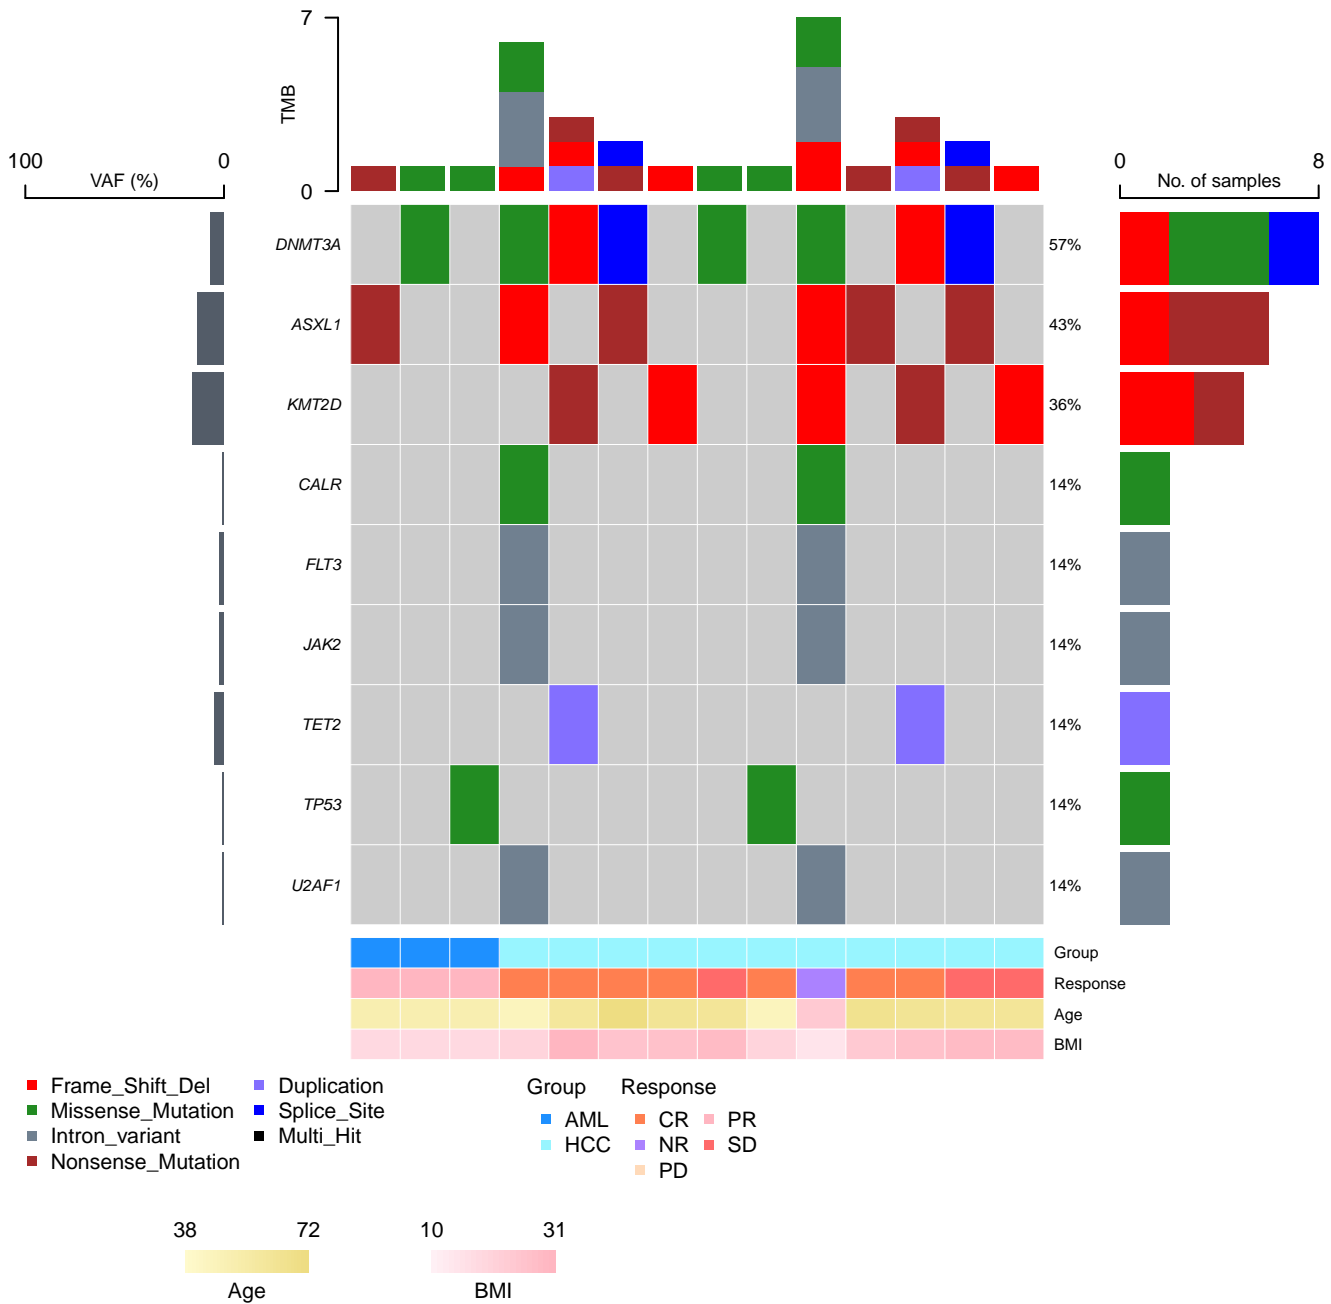 7
TMB
0
100
0
VAF (%)
0
8
No. of samples
DNMT3A
57%
ASXL1
43%
KMT2D
36%
CALR
14%
FLT3
14%
JAK2
14%
TET2
14%
TP53
14%
U2AF1
14%
Group
Response
Age
BMI
Frame_Shift_Del
Missense_Mutation
Intron_variant
Nonsense_Mutation
Duplication
Splice_Site
Multi_Hit
Group
AML
HCC
Response
CR
NR
PD
PR
SD
38
72
Age
10
31
BMI